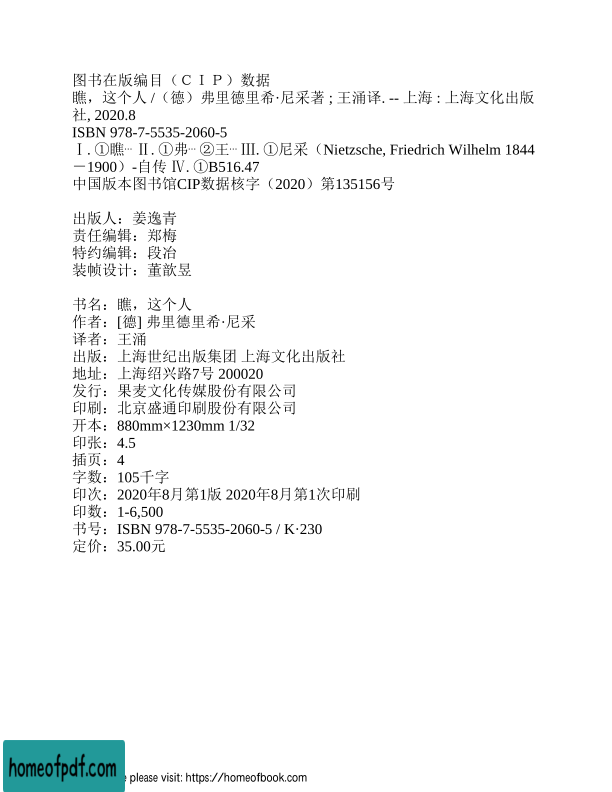 图书在版编目（ＣＩＰ）数据
瞧，这个人 /（德）弗里德里希·尼采著 ; 王涌译. -- 上海 : 上海文化出版
社, 2020.8
ISBN 978-7-5535-2060-5
Ⅰ. ①瞧… Ⅱ. ①弗… ②王… Ⅲ. ①尼采（Nietzsche, Friedrich Wilhelm 1844
－1900）-自传 Ⅳ. ①B516.47
中国版本图书馆CIP数据核字（2020）第135156号
出版人：姜逸青
责任编辑：郑梅
特约编辑：段冶
装帧设计：董歆昱
书名：瞧，这个人
作者：[德] 弗里德里希·尼采
译者：王涌
出版：上海世纪出版集团 上海文化出版社
地址：上海绍兴路7号 200020
发行：果麦文化传媒股份有限公司
印刷：北京盛通印刷股份有限公司
开本：880mm×1230mm 1/32
印张：4.5
插页：4
字数：105千字
印次：2020年8月第1版 2020年8月第1次印刷
印数：1-6,500
书号：ISBN 978-7-5535-2060-5 / K·230
定价：35.00元
homeofpdf.com
please visit: https://homeofbook.com